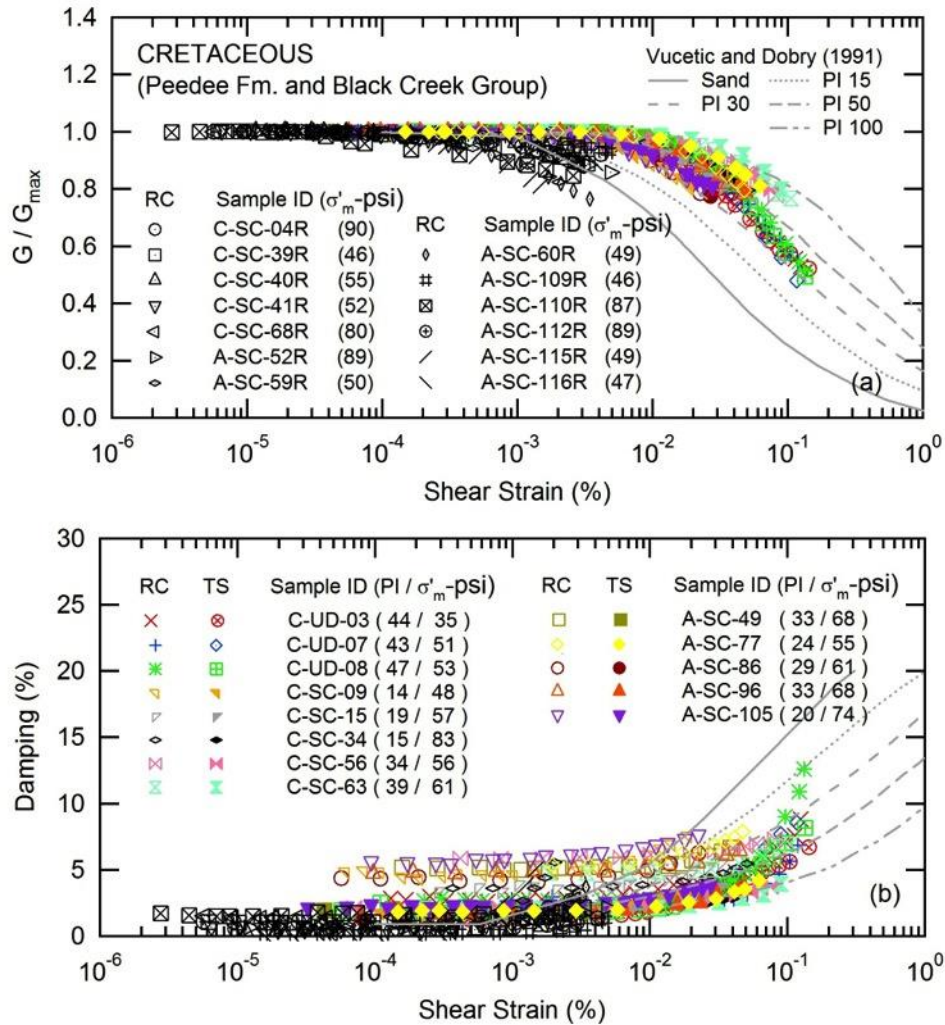 1.4
1.2
1.0
0.8
0.6
0.4
0.2
0.0
G / Gmax
CRETACEOUS
(Peedee Fm. and Black Creek Group)
Vucetic and Dobry (1991)
Sand PI 15
PI 30 PI 50
PI 100
RC Sample ID (σ'm-psi)
C-SC-04R (90)
C-SC-39R (46)
C-SC-40R (55)
C-SC-41R (52)
C-SC-68R (80)
A-SC-52R (89)
A-SC-59R (50)
RC Sample ID (σ'm-psi)
A-SC-60R (49)
A-SC-109R (46)
A-SC-110R (87)
A-SC-112R (89)
A-SC-115R (49)
A-SC-116R (47)
(a)
10-6 10-5 10-4 10-3 10-2 10-1 100
Shear Strain (%)
30
25
20
15
10
5
0
Damping (%)
RC TS Sample ID (PI / σ'm-psi)
C-UD-03 ( 44 / 35 )
C-UD-07 ( 43 / 51 )
C-UD-08 ( 47 / 53 )
C-SC-09 ( 14 / 48 )
C-SC-15 ( 19 / 57 )
C-SC-34 ( 15 / 83 )
C-SC-56 ( 34 / 56 )
C-SC-63 ( 39 / 61 )
RC TS Sample ID (PI / σ'm-psi)
A-SC-49 ( 33 / 68 )
A-SC-77 ( 24 / 55 )
A-SC-86 ( 29 / 61 )
A-SC-96 ( 33 / 68 )
A-SC-105 ( 20 / 74 )
(b)
10-6 10-5 10-4 10-3 10-2 10-1 100
Shear Strain (%)